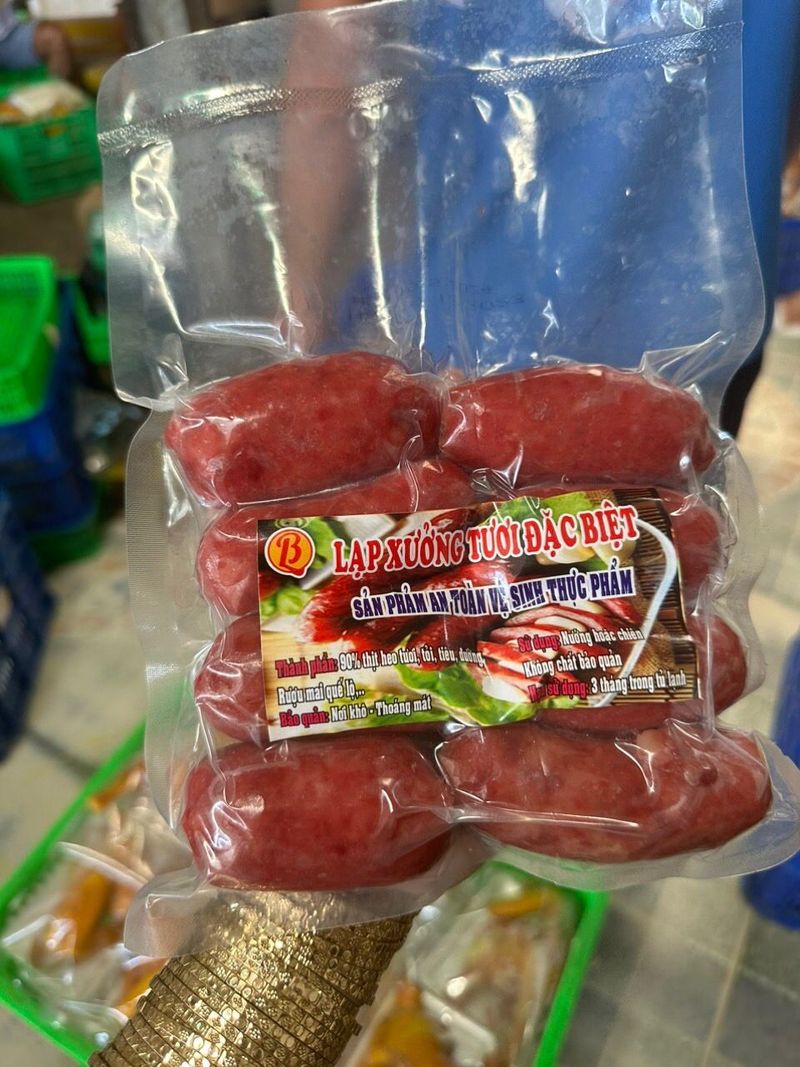 B
LẠP XƯỞNG TƯƠI ĐẶC BIỆT
SẢN PHẨM AN TOÀN VỆ SINH THỰC PHẨM
Thành phần: 90% thịt heo tươi, tỏi, tiêu, đường,
Rượu mai quế lộ,..
Bảo quản: Nơi khô - Thoáng mát
Sử dụng: Nướng hoặc chiên
Không chất bảo quản
sử dụng: 3 tháng trong tủ lạnh